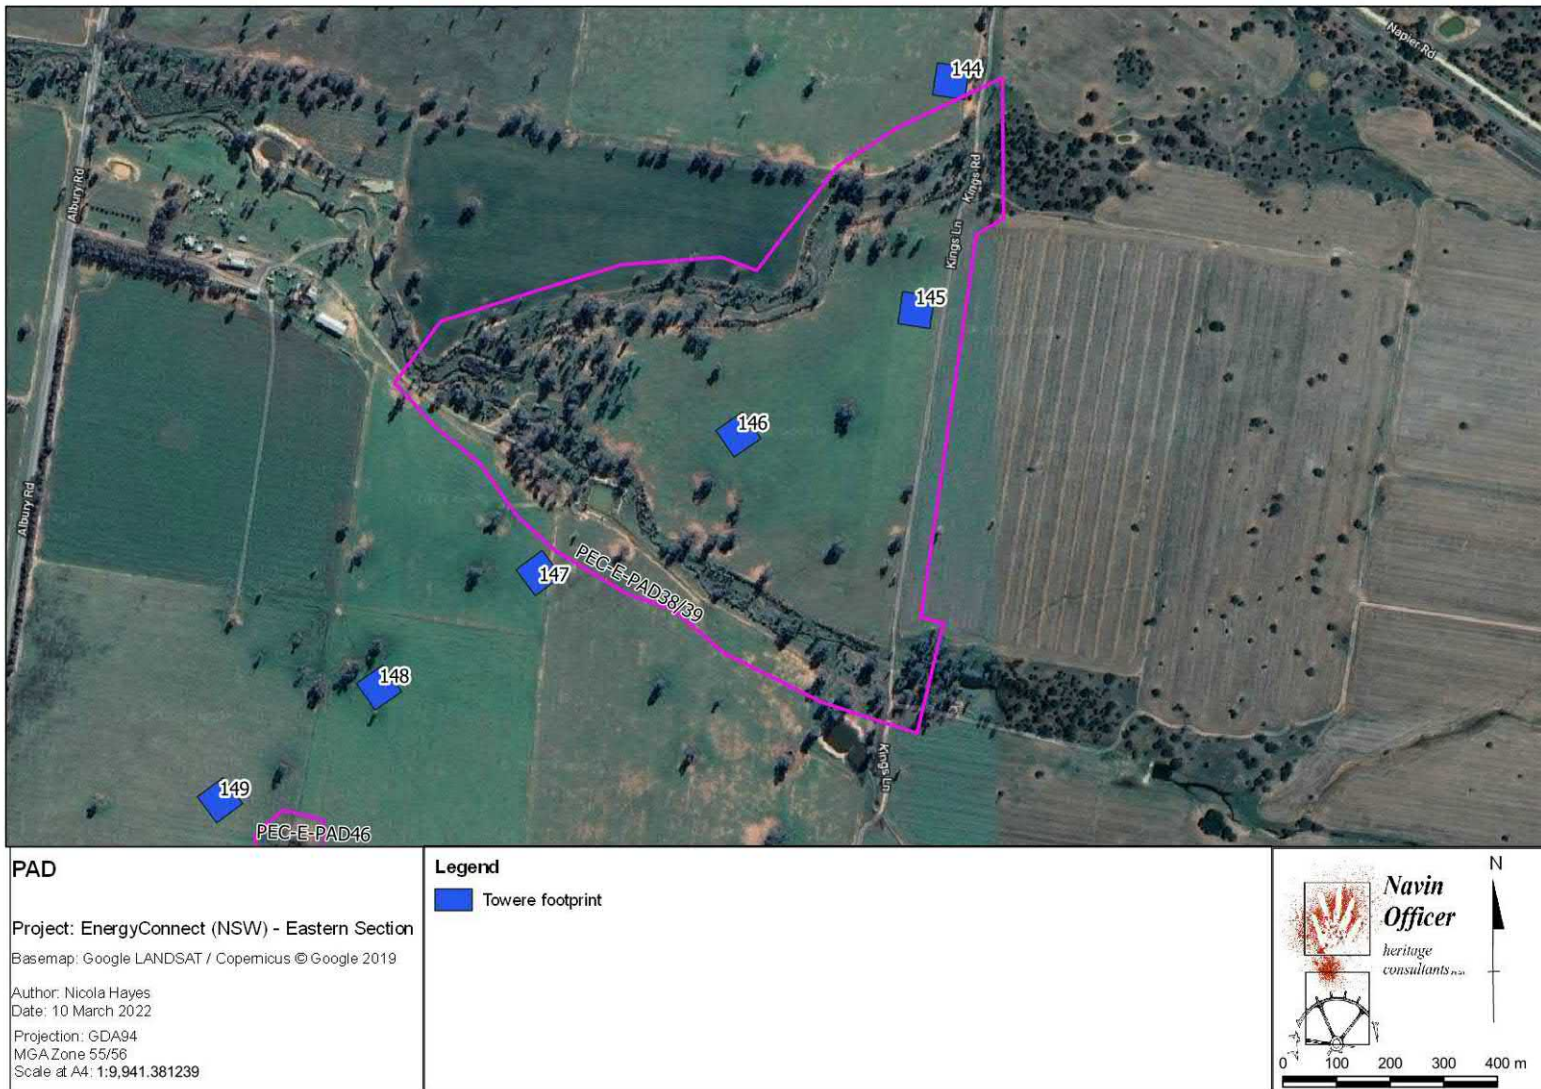 Napier Rd
144
Albury Rd
Kings Rd
Kings Ln
145
146
Albury Rd
147
PEC-E-PAD38/39
148
Kings Ln
149
PEC-E-PAD46
PAD
Project: EnergyConnect (NSW) - Eastern Section
Basemap: Google LANDSAT / Copernicus © Google 2019
Author: Nicola Hayes
Date: 10 March 2022
Projection: GDA94
MGA Zone 55/56
Scale at A4: 1:9,941.381239
Legend
Towere footprint
Navin
Officer
heritage
consultants
N
0 100 200 300 400 m